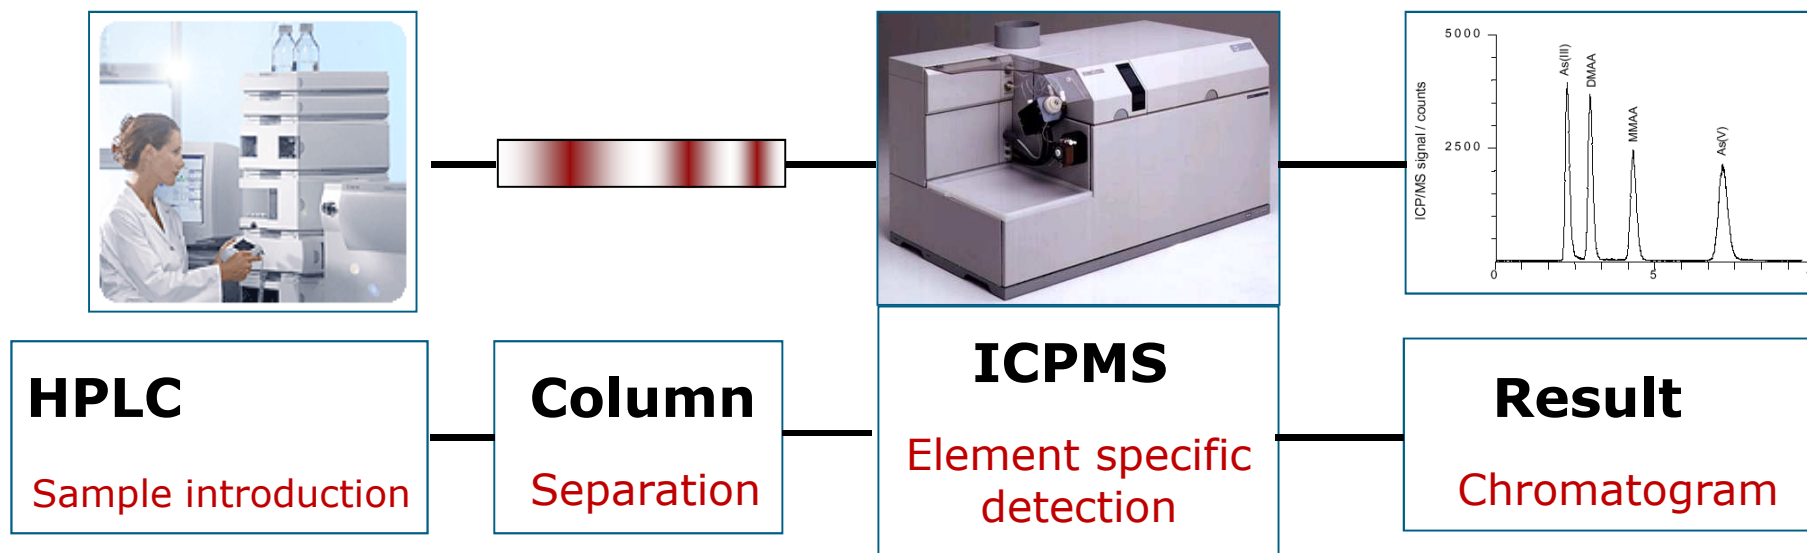 5000
2500
ICP/MS signal / counts
As(III)
DMAA
MMAA
As(V)
0
5
HPLC
Sample introduction
Column
Separation
ICPMS
Element specific
detection
Result
Chromatogram